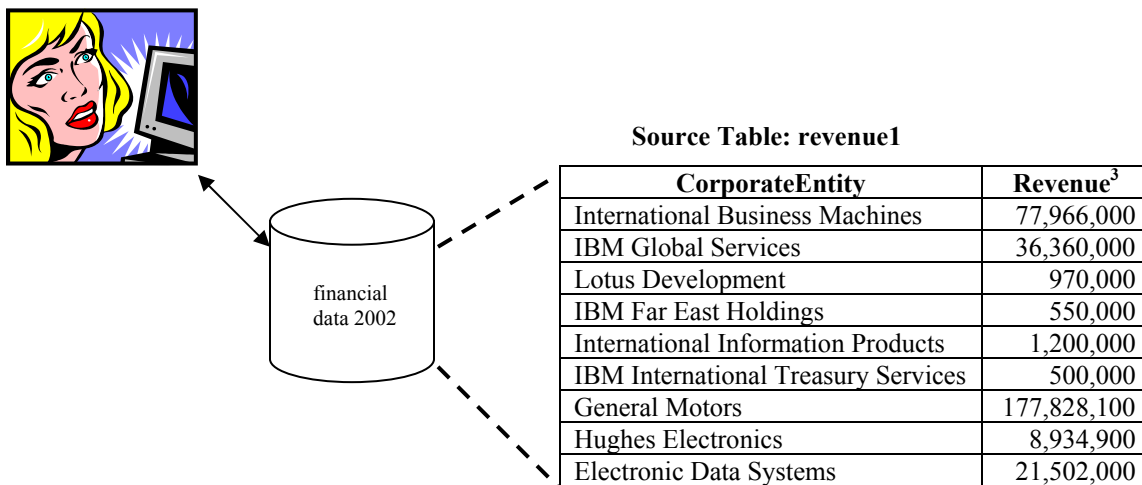 Source Table: revenue1
CorporateEntity Revenue3
International Business Machines 77,966,000
IBM Global Services 36,360,000
Lotus Development 970,000
IBM Far East Holdings 550,000
International Information Products 1,200,000
IBM International Treasury Services 500,000
General Motors 177,828,100
Hughes Electronics 8,934,900
Electronic Data Systems 21,502,000
financial
data 2002